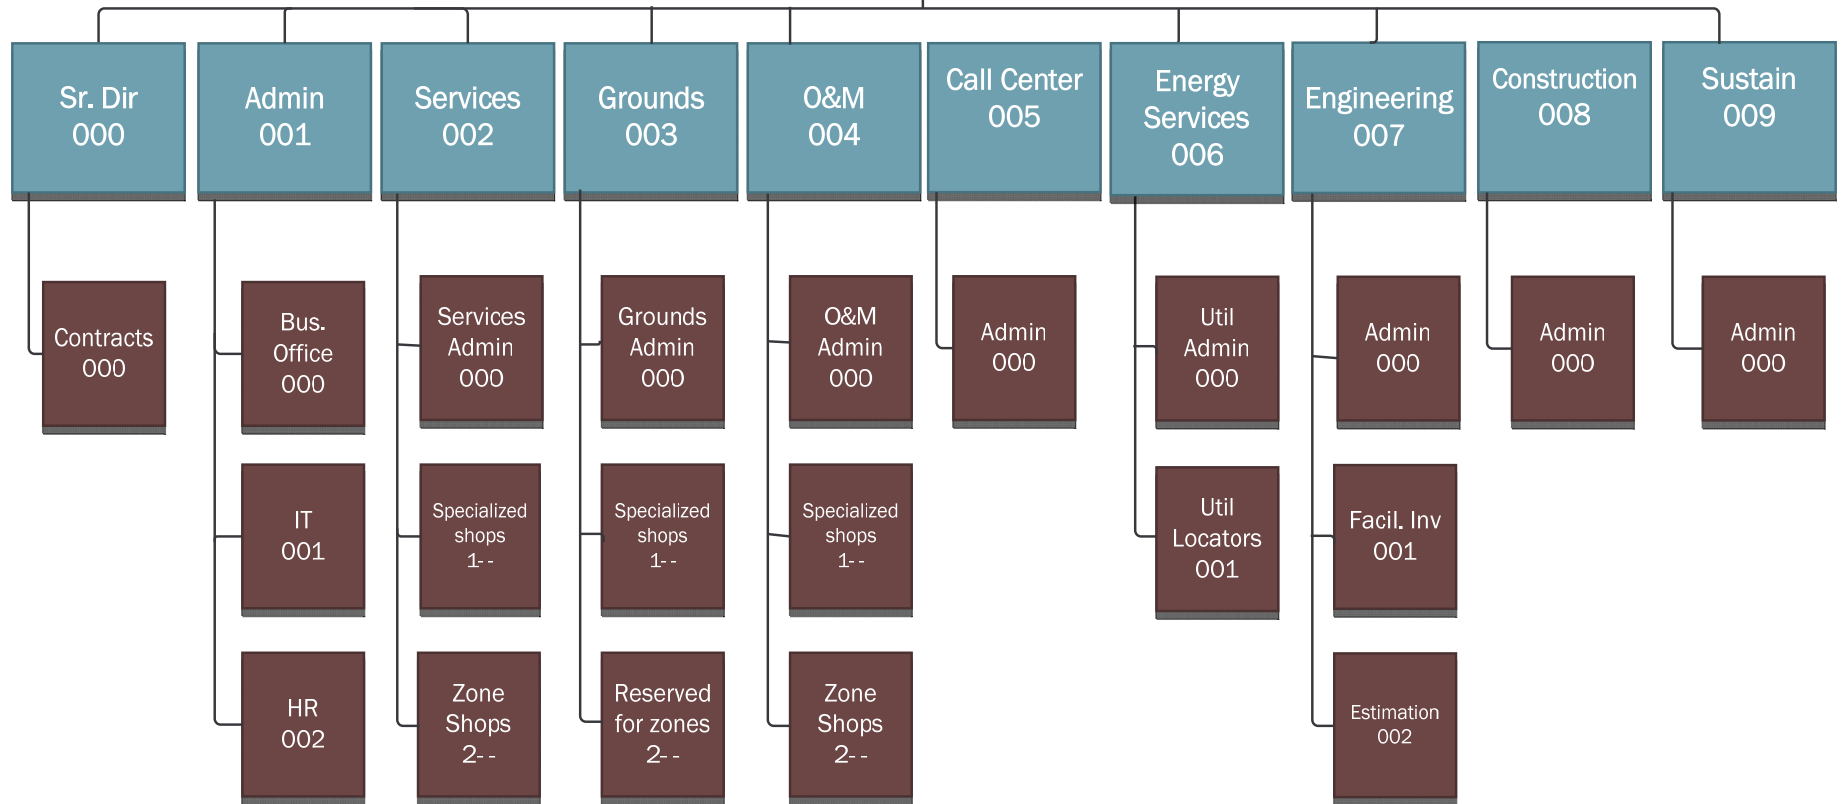 Sr. Dir
000
Admin
001
Services
002
Grounds
003
O&M
004
Call Center
005
Energy
Services
006
Engineering
007
Construction
008
Sustain
009
Contracts
000
Bus.
Office
000
Services
Admin
000
Grounds
Admin
000
O&M
Admin
000
Admin
000
Util
Admin
000
Admin
000
Admin
000
Admin
000
IT
001
Specialized
shops
1--
Specialized
shops
1--
Specialized
shops
1--
Util
Locators
001
Facil. Inv
001
HR
002
Zone
Shops
2--
Reserved
for zones
2--
Zone
Shops
2--
Estimation
002